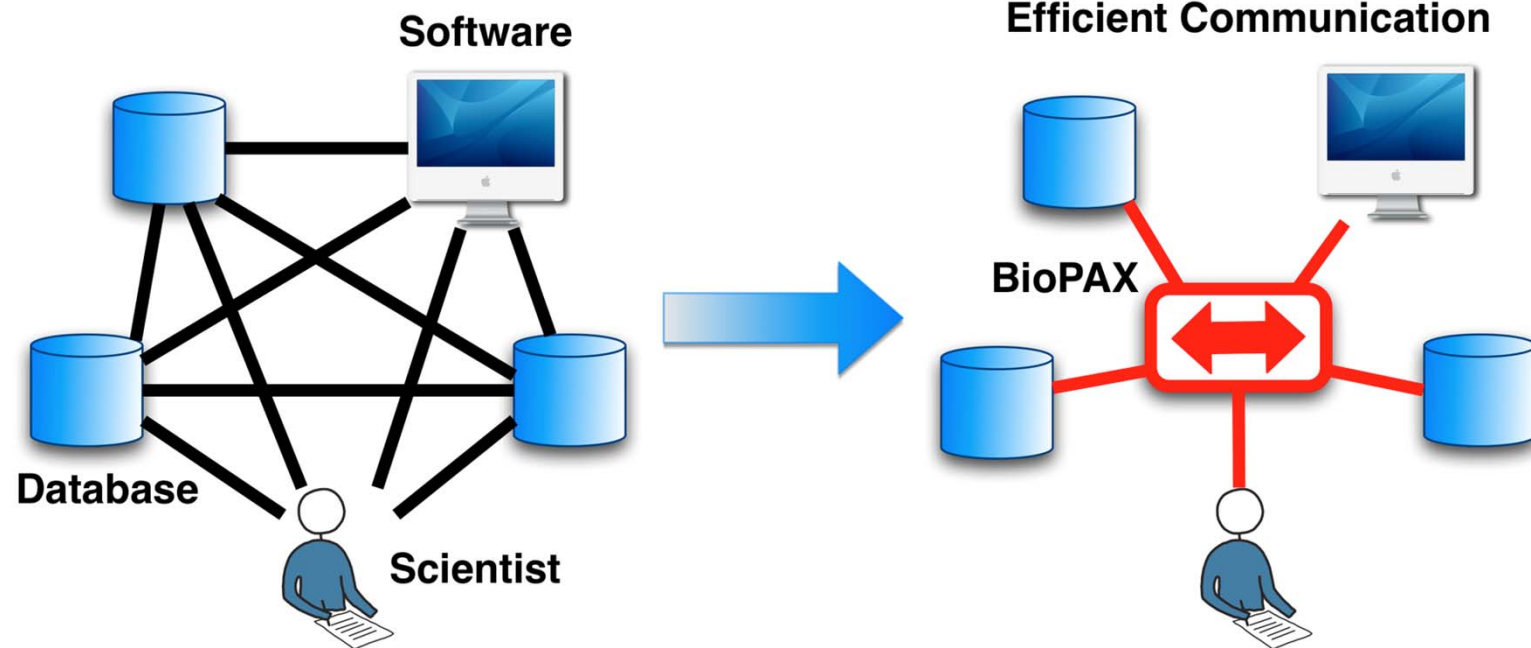 Software
Database
Scientist
Efficient Communication
BioPAX